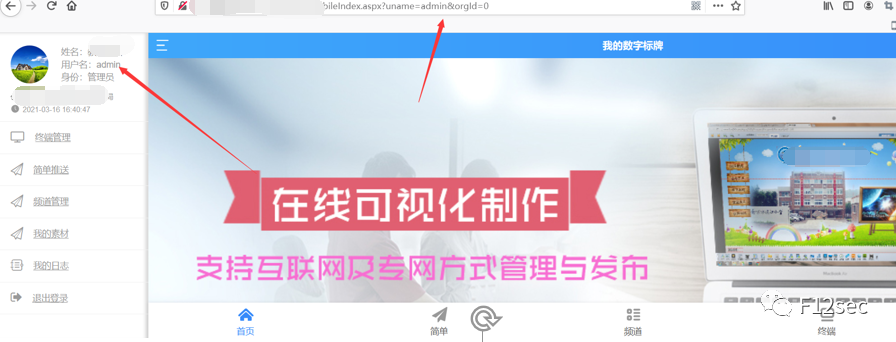 bileIndex.aspx?uname=admin&orgId=0
姓名:
用户名: admin
身份: 管理员
2021-03-16 16:40:47
终端管理
简单推送
频道管理
我的素材
我的日志
退出登录
我的数字标牌
在线可视化制作
支持互联网及专网方式管理与发布
首页
简单
频道
终端
F12sec